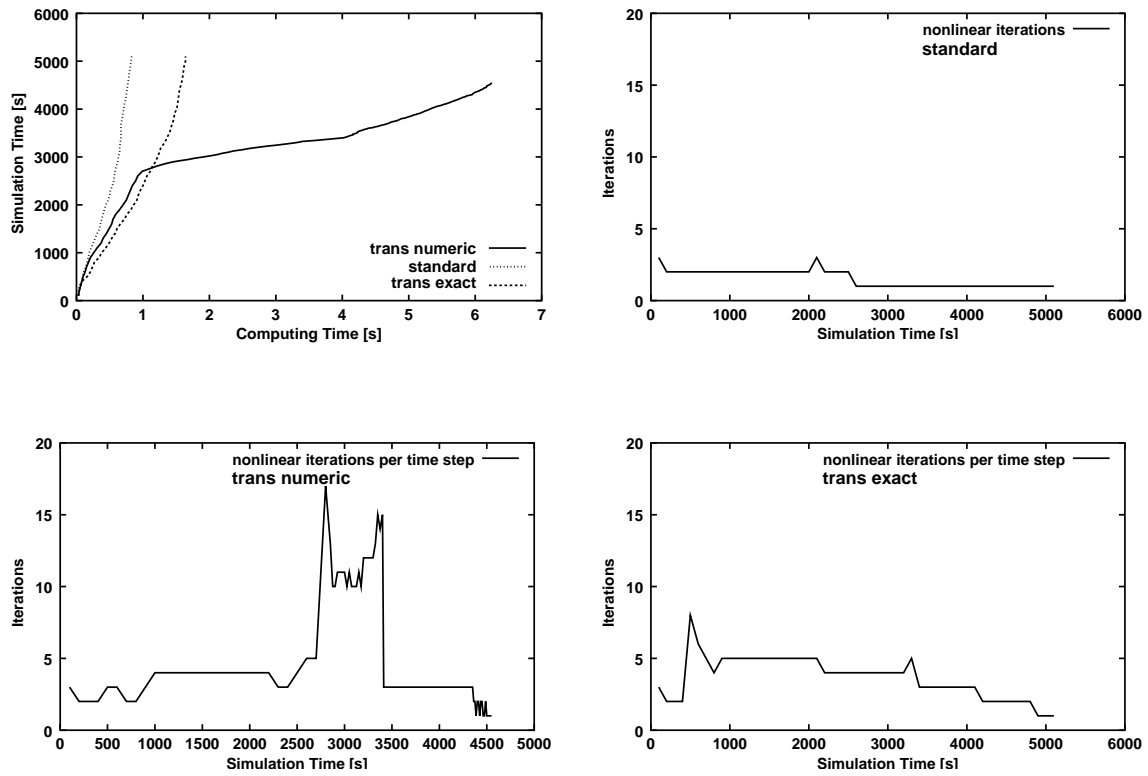 6000
5000
4000
3000
2000
1000
0
Simulation Time [s]
trans numeric
standard
trans exact
0 1 2 3 4 5 6 7
Computing Time [s]
20
15
10
5
0
Iterations
nonlinear iterations
standard
0 1000 2000 3000 4000 5000 6000
Simulation Time [s]
20
15
10
5
0
Iterations
nonlinear iterations per time step
trans numeric
0 500 1000 1500 2000 2500 3000 3500 4000 4500 5000
Simulation Time [s]
20
15
10
5
0
Iterations
nonlinear iterations per time step
trans exact
0 1000 2000 3000 4000 5000 6000
Simulation Time [s]